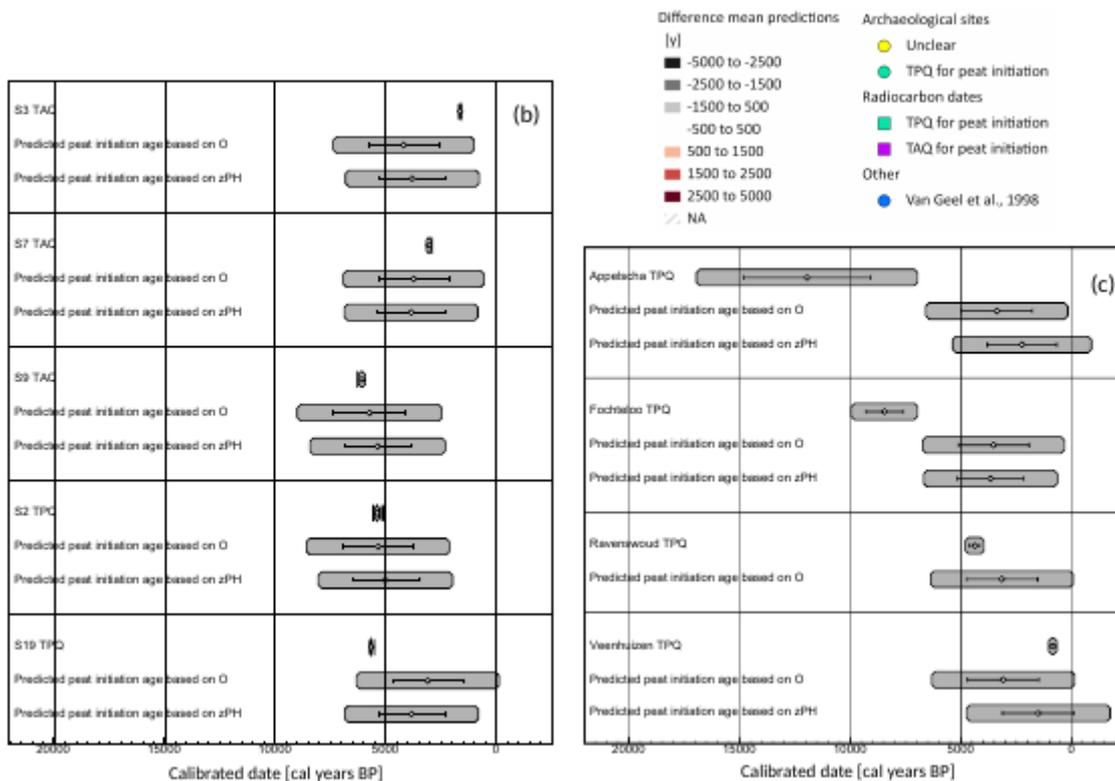 Difference mean predictions
[y]
-5000 to -2500
-2500 to -1500
-1500 to 500
-500 to 500
500 to 1500
1500 to 2500
2500 to 5000
NA
Archaeological sites
Unclear
TPQ for peat initiation
Radiocarbon dates
TPQ for peat initiation
TAQ for peat initiation
Other
Van Geel et al., 1998
(b)
S3 TAQ
Predicted peat initiation age based on O
Predicted peat initiation age based on zPH
S7 TAQ
Predicted peat initiation age based on O
Predicted peat initiation age based on zPH
S9 TAQ
Predicted peat initiation age based on O
Predicted peat initiation age based on zPH
S2 TPQ
Predicted peat initiation age based on O
Predicted peat initiation age based on zPH
S19 TPQ
Predicted peat initiation age based on O
Predicted peat initiation age based on zPH
20000 15000 10000 5000 0
Calibrated date [cal years BP]
(c)
Appelscha TPQ
Predicted peat initiation age based on O
Predicted peat initiation age based on zPH
Fochteloo TPQ
Predicted peat initiation age based on O
Predicted peat initiation age based on zPH
Ravenswoud TPQ
Predicted peat initiation age based on O
Veenhuizen TPQ
Predicted peat initiation age based on O
Predicted peat initiation age based on zPH
20000 15000 10000 5000 0
Calibrated date [cal years BP]